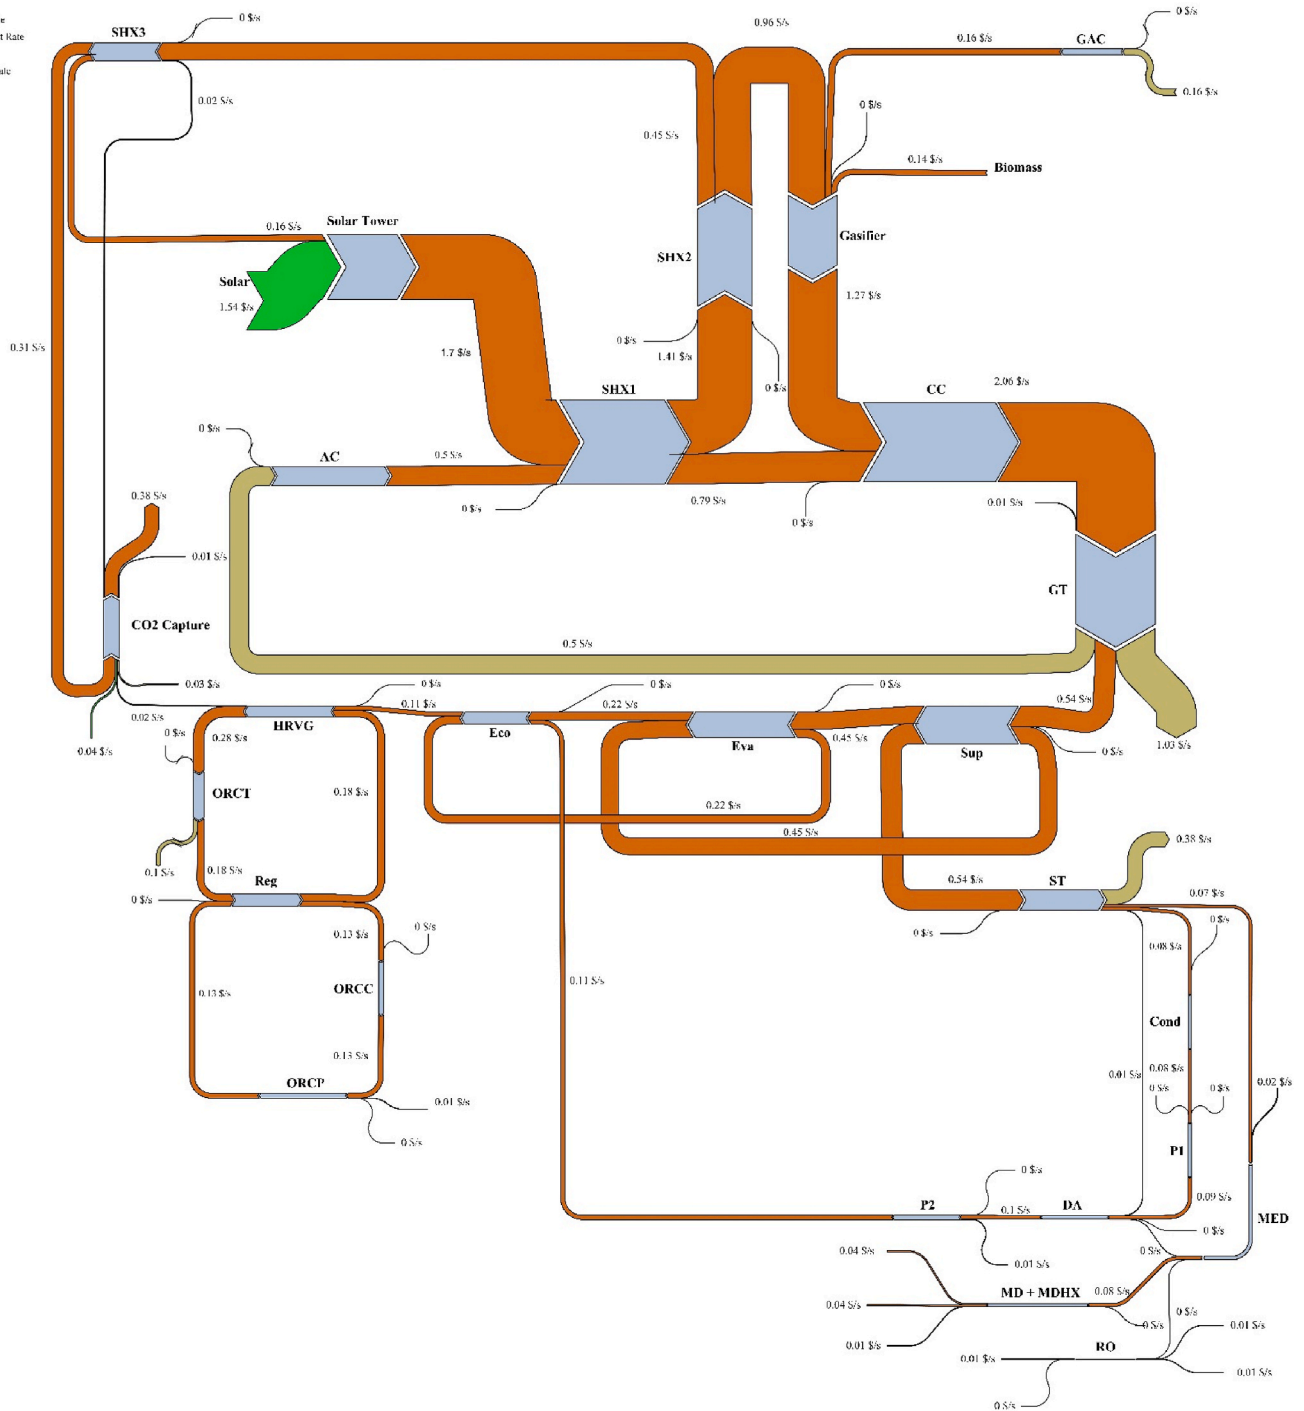 e
t Rate
ale
SHX3
0 $/s
0.96 S/s
0 $/s
GAC
0.16 $/s
0.16 $/s
0.02 S/s
0 $/s
0.45 S/s
0.14 $/s
Biomass
0.16 S/s
Solar Tower
Gasifier
SHX2
Solar
1.54 $/s
1.27 $/s
0.31 S/s
0 $/s
1.7 $/s
1.41 $/s
0 $/s
SHX1
CC
2.06 $/s
0 $/s
AC
0.5 S/s
0.38 S/s
0 $/s
0.79 S/s
0 $/s
0.01 S/s
0.01 S/s
GT
CO2 Capture
0.5 S/s
0.03 $/s
0 $/s
0 $/s
0 $/s
0.54 $/s
0.02 $/s
0.11 $/s
0.22 $/s
HRVG
Eco
Eva
0.45 $/s
Sup
0 $/s
1.03 $/s
0.04 $/s
0 $/s
0.28 $/s
ORCT
0.18 $/s
0.22 $/s
0.45 S/s
0.38 $/s
0.1 S/s
0.18 S/s
Reg
0.54 $/s
ST
0.07 $/s
0 $/s
0 $/s
0 $/s
0.13 $/s
0 S/s
0.08 $/s
0.13 $/s
ORCC
0.11 S/s
Cond
0.13 S/s
0.08 $/s
0.01 $/s
ORCP
0 $/s
0 $/s
0.02 $/s
0.01 $/s
0 S/s
P1
0 $/s
0.09 S/s
P2
0.1 $/s
DA
MED
0 $/s
0.04 $/s
0 $/s
0.01 S/s
MD + MDHX
0.08$/s
0.04 $/s
0 $/s
0 $/s
0.01 $/s
0.01 $/s
RO
0.01 $/s
0.01 S/s
0 $/s